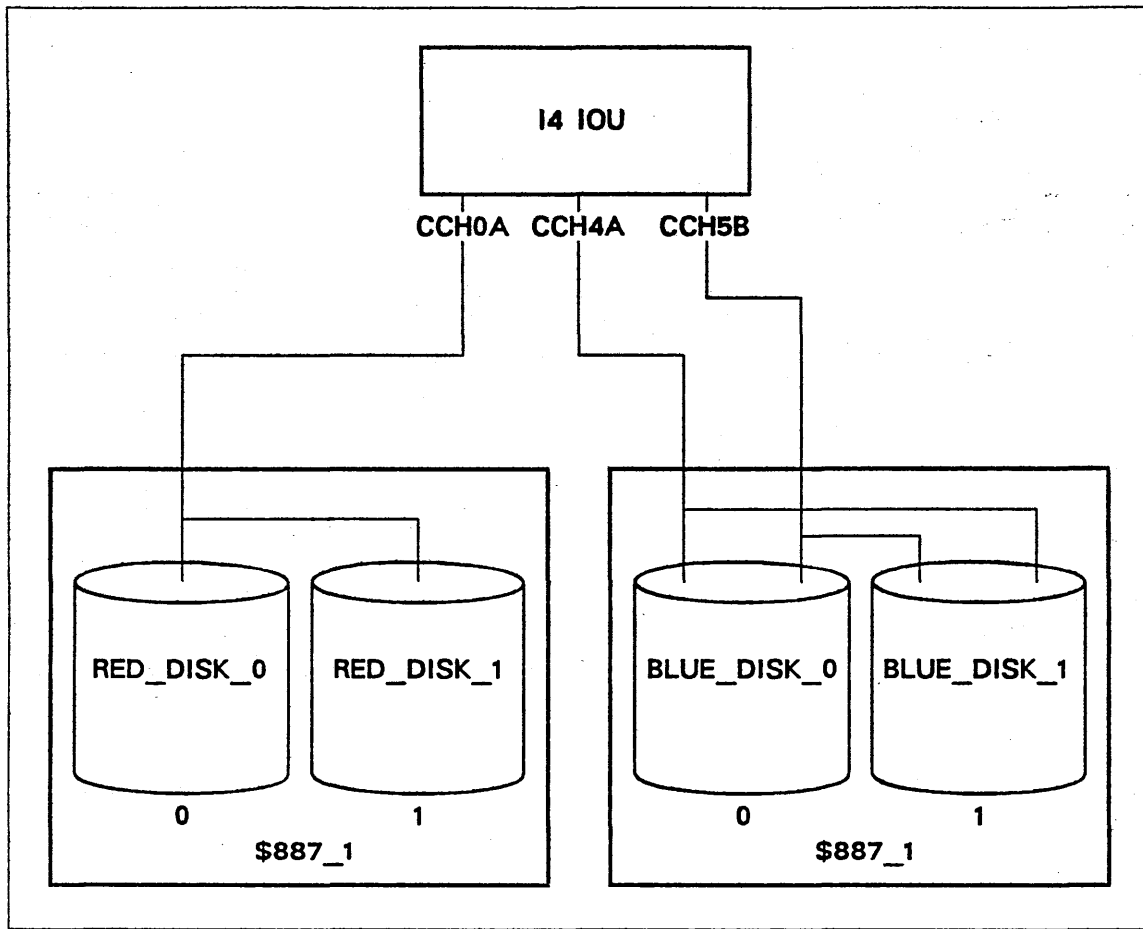 I4 IOU
CCH0A CCH4A CCH5B
RED_DISK_0 RED_DISK_1 BLUE_DISK_0 BLUE_DISK_1
0 1 0 1
$887_1 $887_1